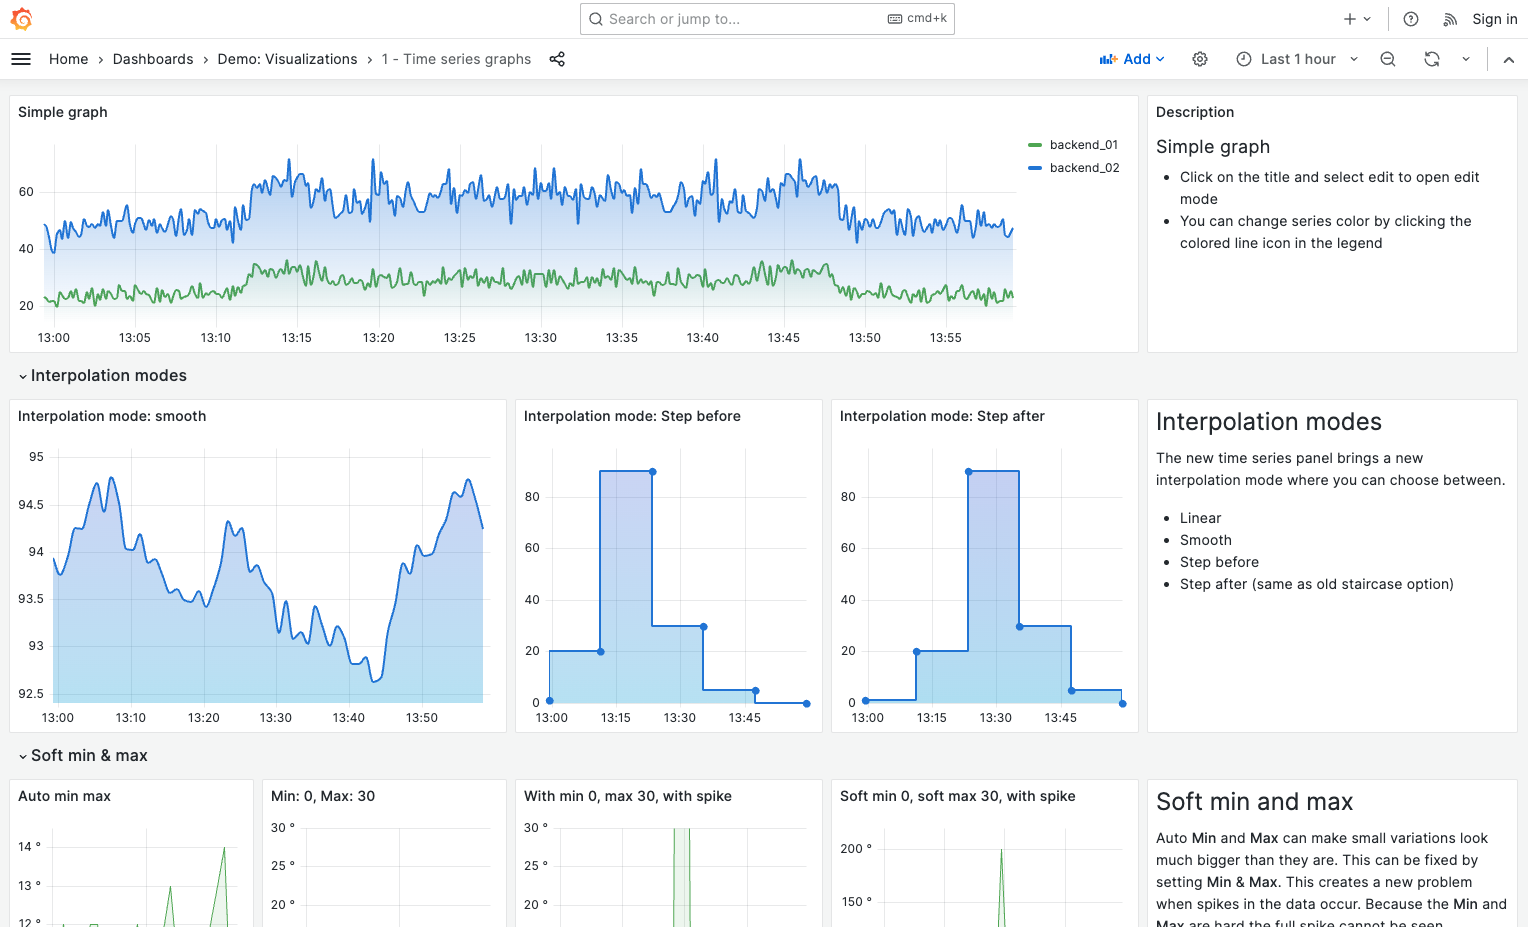 Search or jump to...
cmd+k
Sign in
Home
Dashboards
Demo: Visualizations
1 - Time series graphs
Add
Last 1 hour
Simple graph
backend_01
backend_02
60
40
20
13:00
13:05
13:10
13:15
13:20
13:25
13:30
13:35
13:40
13:45
13:50
13:55
Description
Simple graph
• Click on the title and select edit to open edit
mode
• You can change series color by clicking the
colored line icon in the legend
Interpolation modes
Interpolation mode: smooth
95
94.5
94
93.5
93
92.5
13:00
13:10
13:20
13:30
13:40
13:50
Interpolation mode: Step before
80
60
40
20
0
13:00
13:15
13:30
13:45
Interpolation mode: Step after
80
60
40
20
0
13:00
13:15
13:30
13:45
Interpolation modes
The new time series panel brings a new
interpolation mode where you can choose between.
• Linear
• Smooth
• Step before
• Step after (same as old staircase option)
Soft min & max
Auto min max
14 °
13 °
12 °
Min: 0, Max: 30
30 °
25 °
20 °
With min 0, max 30, with spike
30 °
25 °
20 °
Soft min 0, soft max 30, with spike
200 °
150 °
Soft min and max
Auto Min and Max can make small variations look
much bigger than they are. This can be fixed by
setting Min & Max. This creates a new problem
when spikes in the data occur. Because the Min and
Max are hard the full spike cannot be seen.